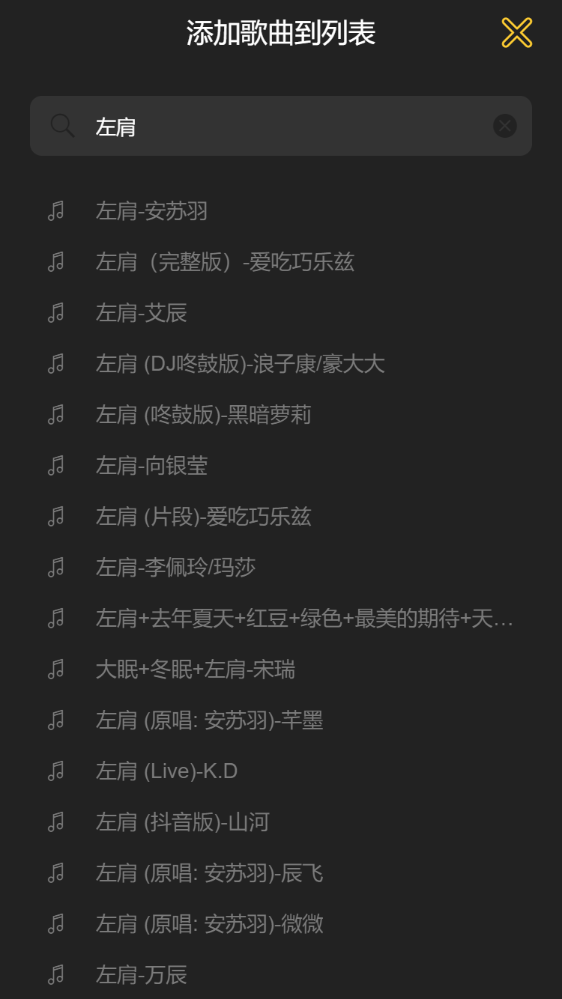 添加歌曲到列表
左肩
左肩-安苏羽
左肩（完整版）-爱吃巧乐兹
左肩-艾辰
左肩 (DJ咚鼓版)-浪子康/豪大大
左肩 (咚鼓版)-黑暗萝莉
左肩-向银莹
左肩 (片段)-爱吃巧乐兹
左肩-李佩玲/玛莎
左肩+去年夏天+红豆+绿色+最美的期待+天…
大眠+冬眠+左肩-宋瑞
左肩 (原唱: 安苏羽)-芊墨
左肩 (Live)-K.D
左肩 (抖音版)-山河
左肩 (原唱: 安苏羽)-辰飞
左肩 (原唱: 安苏羽)-微微
左肩-万辰